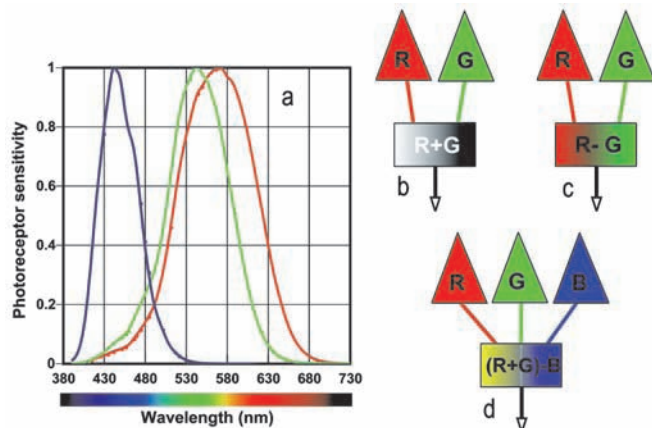 a
Photoreceptor sensitivity
1
0.8
0.6
0.4
0.2
0
380 430 480 530 580 630 680 730
Wavelength (nm)
R G
R+G
b
R G
R- G
c
R G B
(R+G)-B
d